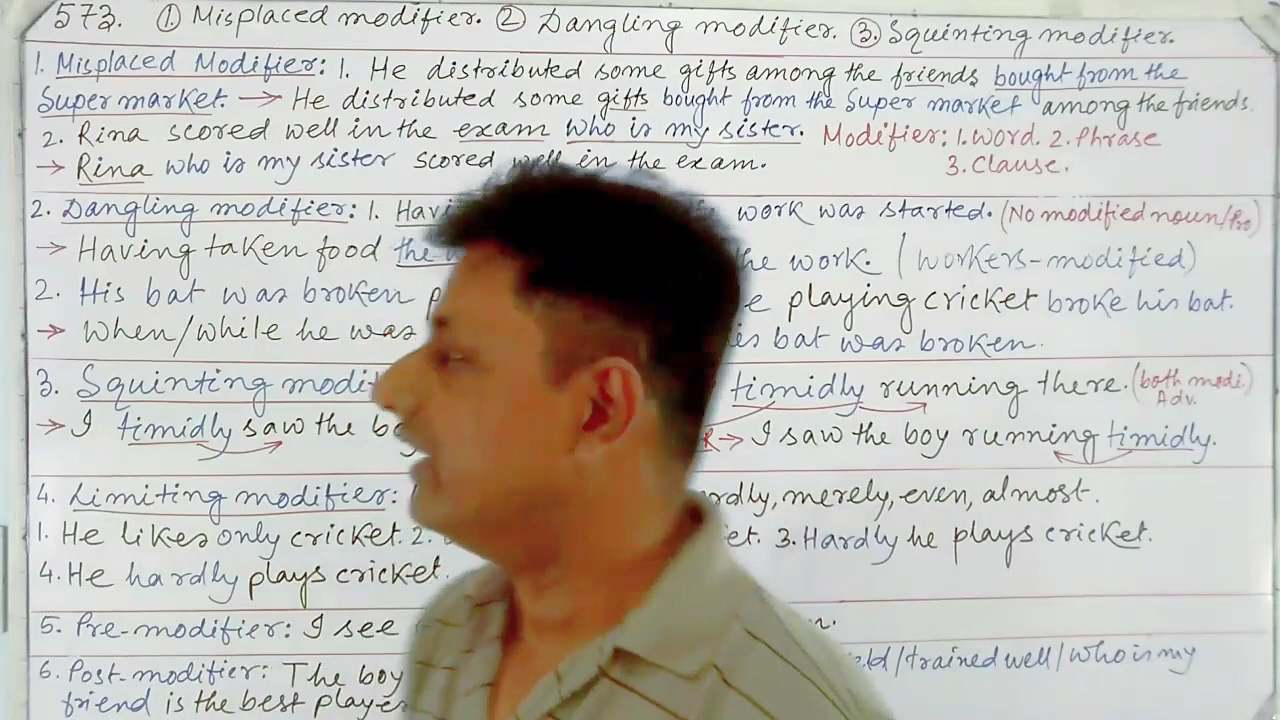 573. ① Misplaced modifier. ② Dangling modifier. ③. Squinting modifier.
1. Misplaced Modifier: 1. He distributed some gifts among the friends bought from the
Super market. → He distributed some gifts bought from the Super market among the friends.
2. Rina scored well in the exam who is my sister. Modifier: 1. Word. 2. Phrase
→ Rina who is my sister scored well in the exam. 3. Clause.
2. Dangling modifier: 1. Havi work was started. (No modified noun/Pro)
→ Having taken food the he work. (workers-modified)
2. His bat was broken p e playing cricket broke his bat.
→ When/while he was is bat was broken.
3. Squinting modi timidly running there. (both modi.)
Adv.
→ I timidly saw the bo R → I saw the boy running timidly.
4. Limiting modifier: rdly, merely, even, almost.
1. He likes only cricket. 2. et. 3. Hardly he plays cricket.
4. He hardly plays cricket.
5. Pre-modifier: I see n.
6. Post-modifier: The boy eld/trained well/who is my
friend is the best player